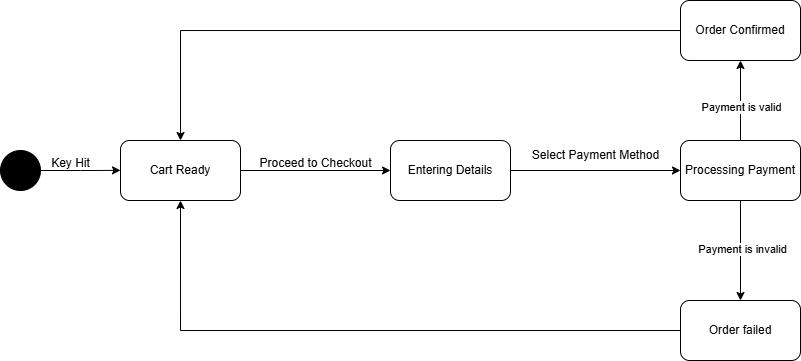 Order Confirmed
Payment is valid
Key Hit
Cart Ready
Proceed to Checkout
Entering Details
Select Payment Method
Processing Payment
Payment is invalid
Order failed